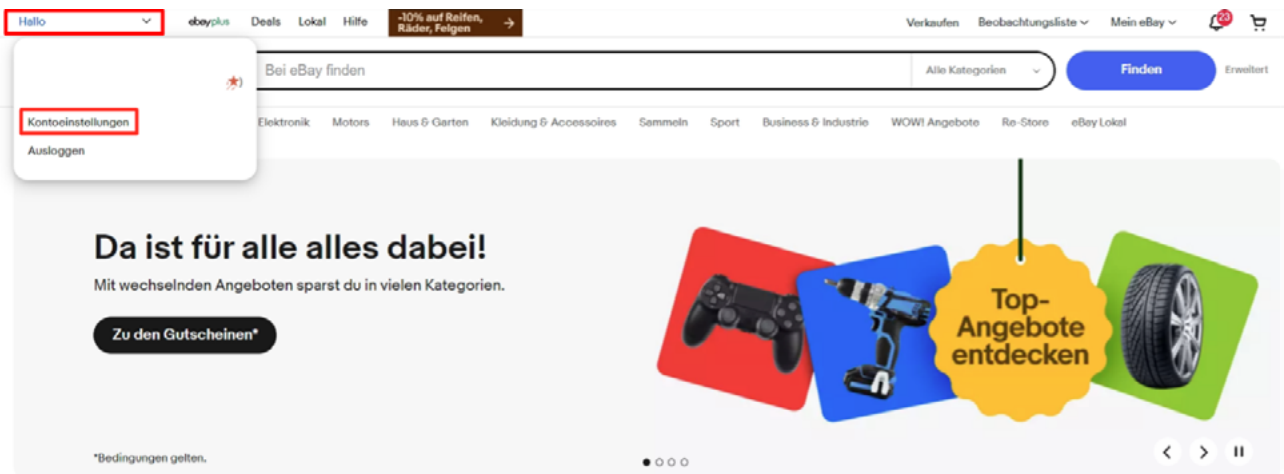 Hallo
ebayplus Deals Lokal Hilfe
-10% auf Reifen,
Räder, Felgen
Verkaufen Beobachtungsliste Mein eBay 23
Bei eBay finden Alle Kategorien Finden Erweitert
Kontoeinstellungen
Ausloggen
Elektronik Motors Haus & Garten Kleidung & Accessoires Sammeln Sport Business & Industrie WOW! Angebote Re-Store eBay Lokal
Da ist für alle alles dabei!
Mit wechselnden Angeboten sparst du in vielen Kategorien.
Zu den Gutscheinen*
Top-
Angebote
entdecken
*Bedingungen gelten.